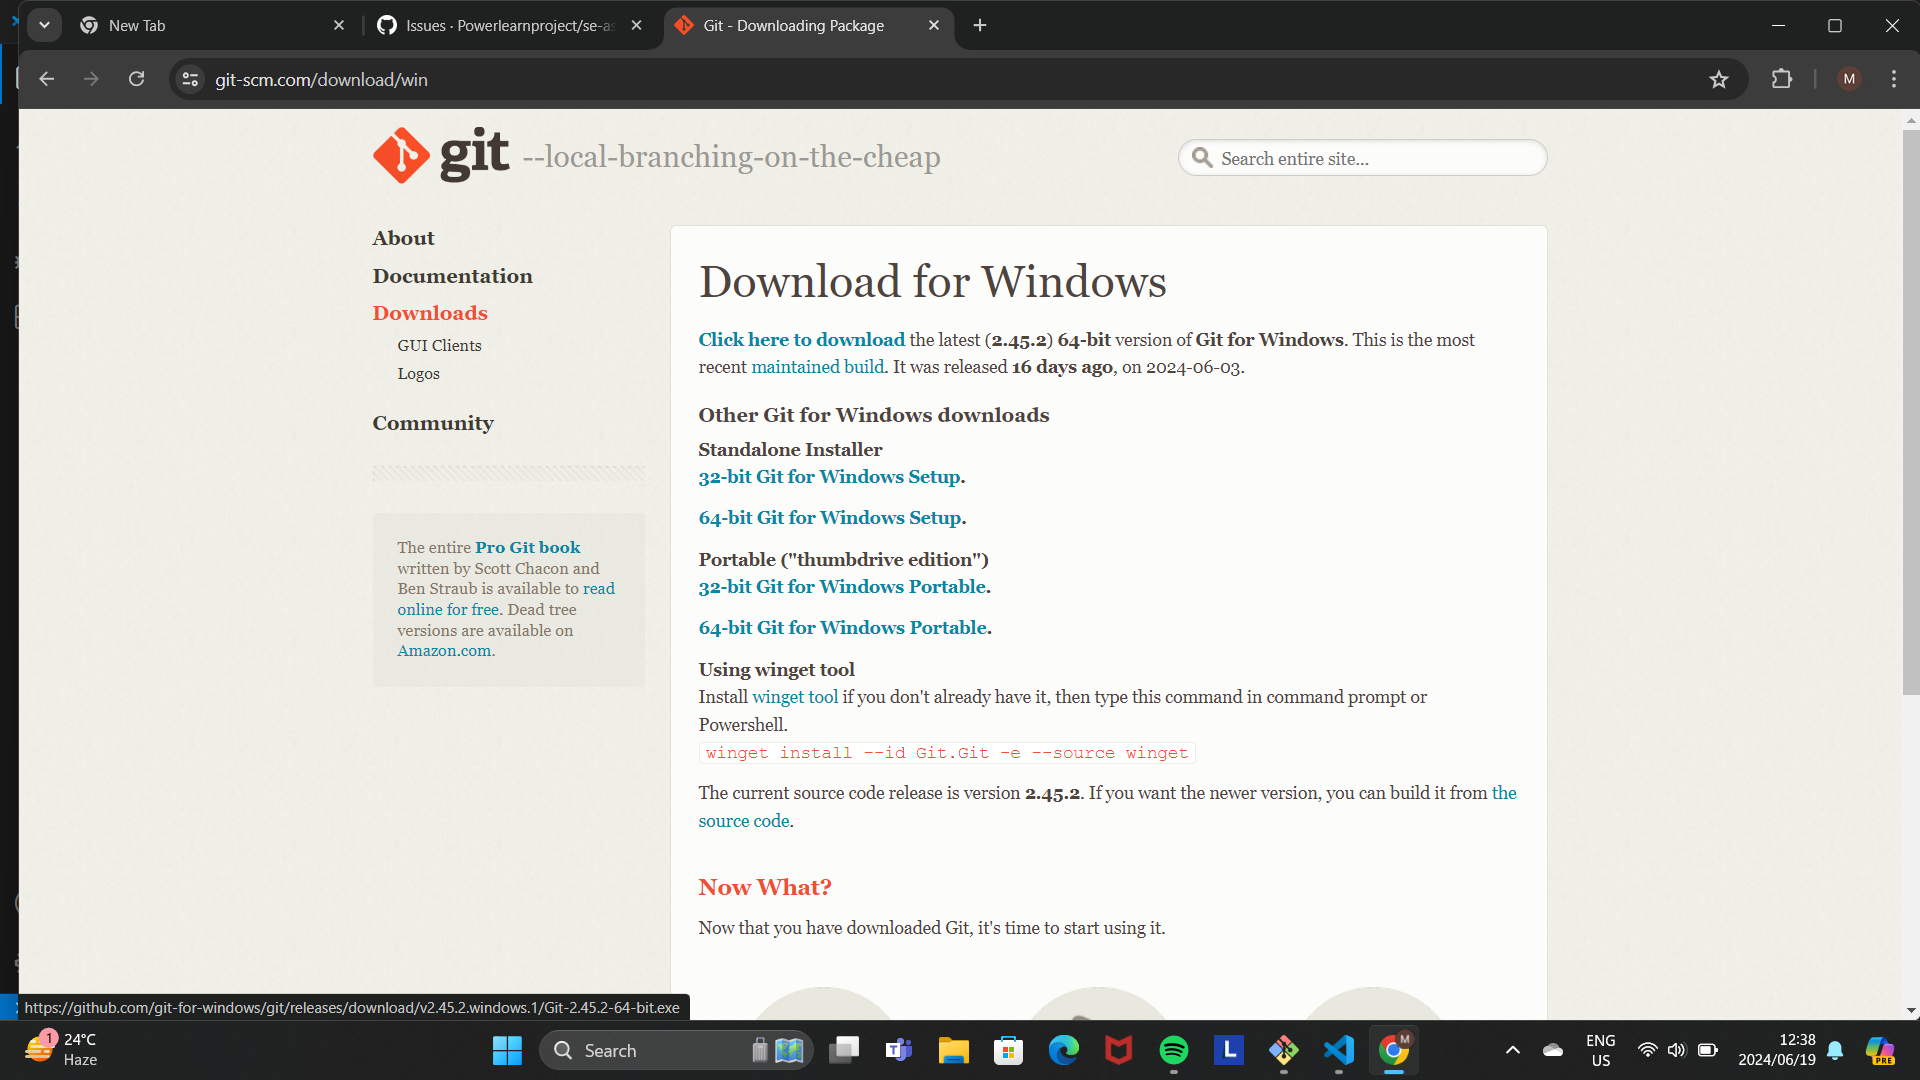 New Tab
Issues · Powerlearnproject/se-as
Git - Downloading Package
git-scm.com/download/win
M
git --local-branching-on-the-cheap
Search entire site...
About
Documentation
Downloads
GUI Clients
Logos
Community
The entire Pro Git book
written by Scott Chacon and
Ben Straub is available to read
online for free. Dead tree
versions are available on
Amazon.com.
Download for Windows
Click here to download the latest (2.45.2) 64-bit version of Git for Windows. This is the most
recent maintained build. It was released 16 days ago, on 2024-06-03.
Other Git for Windows downloads
Standalone Installer
32-bit Git for Windows Setup.
64-bit Git for Windows Setup.
Portable ("thumbdrive edition")
32-bit Git for Windows Portable.
64-bit Git for Windows Portable.
Using winget tool
Install winget tool if you don't already have it, then type this command in command prompt or
Powershell.
winget install --id Git.Git -e --source winget
The current source code release is version 2.45.2. If you want the newer version, you can build it from the
source code.
Now What?
Now that you have downloaded Git, it's time to start using it.
https://github.com/git-for-windows/git/releases/download/v2.45.2.windows.1/Git-2.45.2-64-bit.exe
1
24°C
Haze
Search
L
M
ENG
US
12:38
2024/06/19
PRE